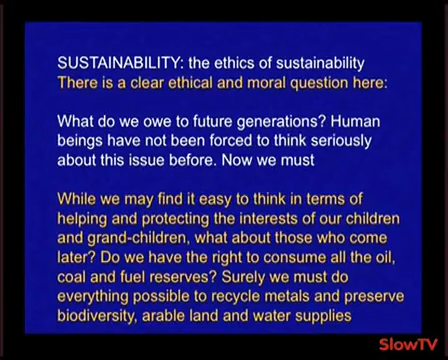 SUSTAINABILITY: the ethics of sustainability
There is a clear ethical and moral question here:
What do we owe to future generations? Human
beings have not been forced to think seriously
about this issue before. Now we must
While we may find it easy to think in terms of
helping and protecting the interests of our children
and grand-children, what about those who come
later? Do we have the right to consume all the oil,
coal and fuel reserves? Surely we must do
everything possible to recycle metals and preserve
biodiversity, arable land and water supplies
SlowTV